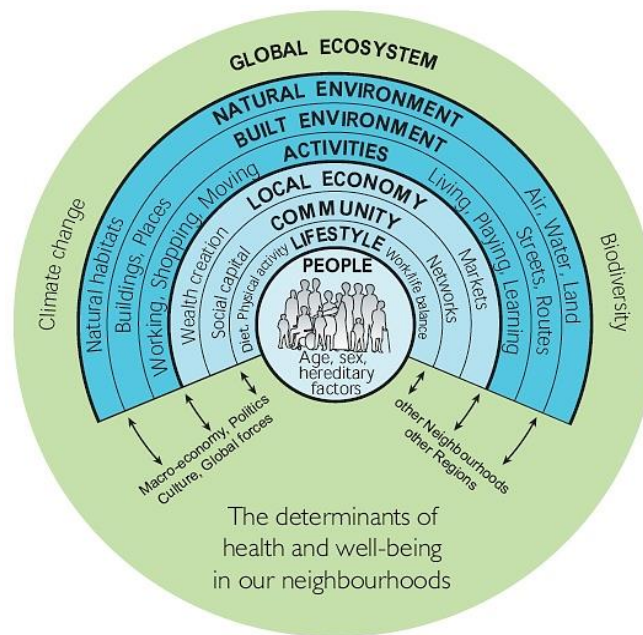 GLOBAL ECOSYSTEM
NATURAL ENVIRONMENT
BUILT ENVIRONMENT
ACTIVITIES
LOCAL ECONOMY
COMMUNITY
LIFESTYLE
PEOPLE
Age, sex,
hereditary
factors
Climate change
Natural habitats
Buildings, Places
Working, Shopping, Moving
Wealth creation
Social capital
Diet, Physical activity
Work/life balance
Networks
Markets
Living, Playing, Learning
Streets, Routes
Air, Water, Land
Biodiversity
Macro-economy, Politics
Culture, Global forces
other Neighbourhoods
other Regions
The determinants of
health and well-being
in our neighbourhoods